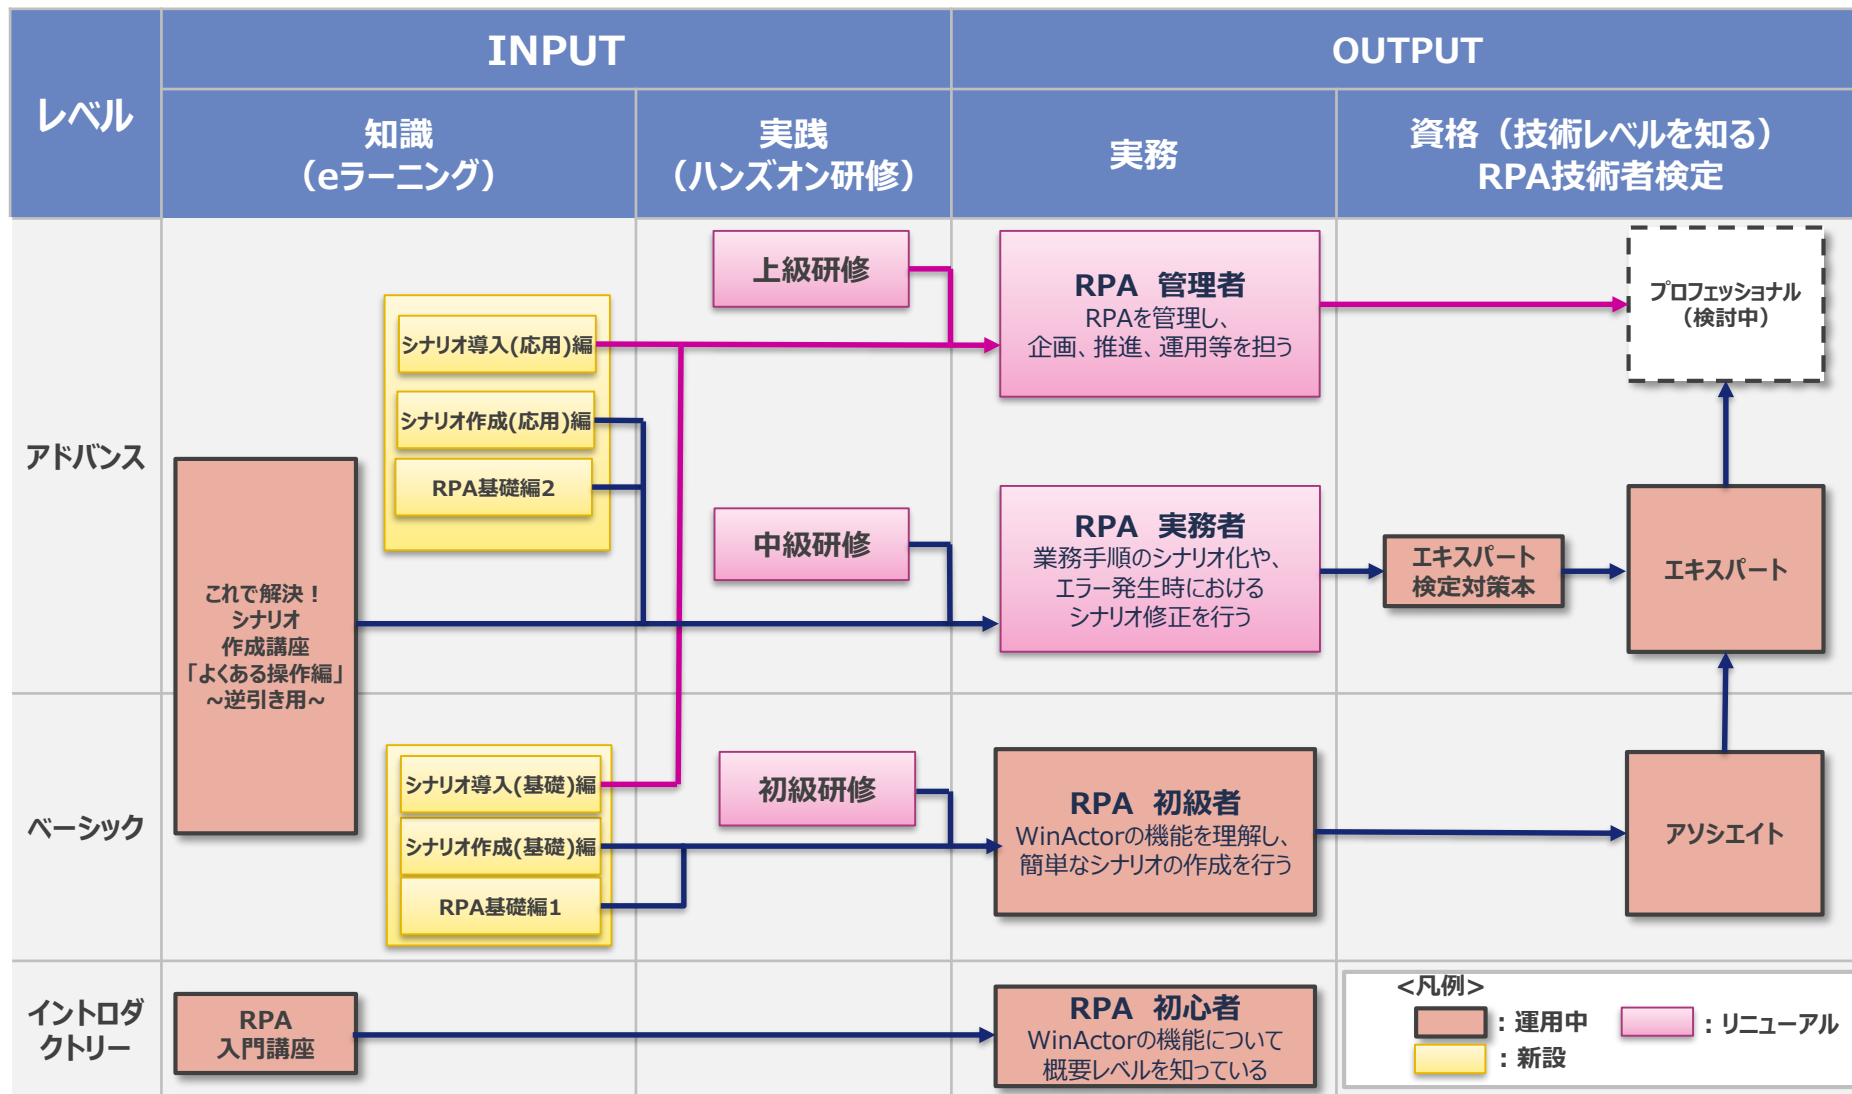 レベル
INPUT
OUTPUT
知識
（eラーニング）
実践
（ハンズオン研修）
実務
資格（技術レベルを知る）
RPA技術者検定
アドバンス
シナリオ導入(応用)編
シナリオ作成(応用)編
RPA基礎編2
上級研修
中級研修
RPA 管理者
RPAを管理し、
企画、推進、運用等を担う
プロフェッショナル
（検討中）
RPA 実務者
業務手順のシナリオ化や、
エラー発生時における
シナリオ修正を行う
エキスパート
検定対策本
エキスパート
これで解決！
シナリオ
作成講座
「よくある操作編」
~逆引き用~
ベーシック
シナリオ導入(基礎)編
シナリオ作成(基礎)編
RPA基礎編1
初級研修
RPA 初級者
WinActorの機能を理解し、
簡単なシナリオの作成を行う
アソシエイト
イントロダ
クトリー
RPA
入門講座
RPA 初心者
WinActorの機能について
概要レベルを知っている
<凡例>
：運用中
：リニューアル
：新設